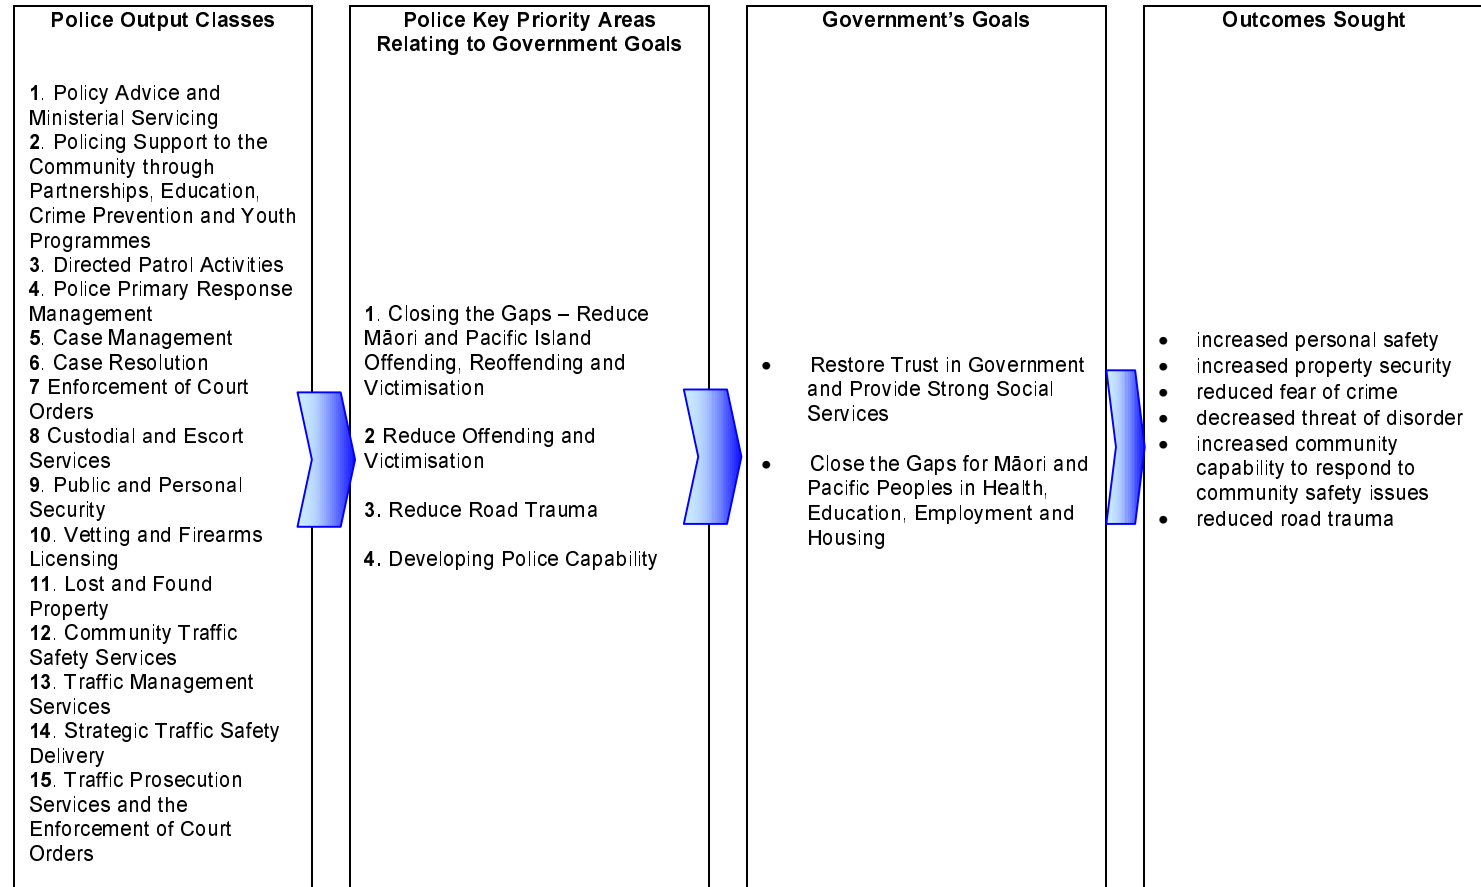 Police Output Classes
1. Policy Advice and
Ministerial Servicing
2. Policing Support to the
Community through
Partnerships, Education,
Crime Prevention and Youth
Programmes
3. Directed Patrol Activities
4. Police Primary Response
Management
5. Case Management
6. Case Resolution
7 Enforcement of Court
Orders
8 Custodial and Escort
Services
9. Public and Personal
Security
10. Vetting and Firearms
Licensing
11. Lost and Found
Property
12. Community Traffic
Safety Services
13. Traffic Management
Services
14. Strategic Traffic Safety
Delivery
15. Traffic Prosecution
Services and the
Enforcement of Court
Orders
Police Key Priority Areas
Relating to Government Goals
1. Closing the Gaps – Reduce
Māori and Pacific Island
Offending, Reoffending and
Victimisation
2 Reduce Offending and
Victimisation
3. Reduce Road Trauma
4. Developing Police Capability
Government's Goals
• Restore Trust in Government
and Provide Strong Social
Services
• Close the Gaps for Māori and
Pacific Peoples in Health,
Education, Employment and
Housing
Outcomes Sought
• increased personal safety
• increased property security
• reduced fear of crime
• decreased threat of disorder
• increased community
capability to respond to
community safety issues
• reduced road trauma